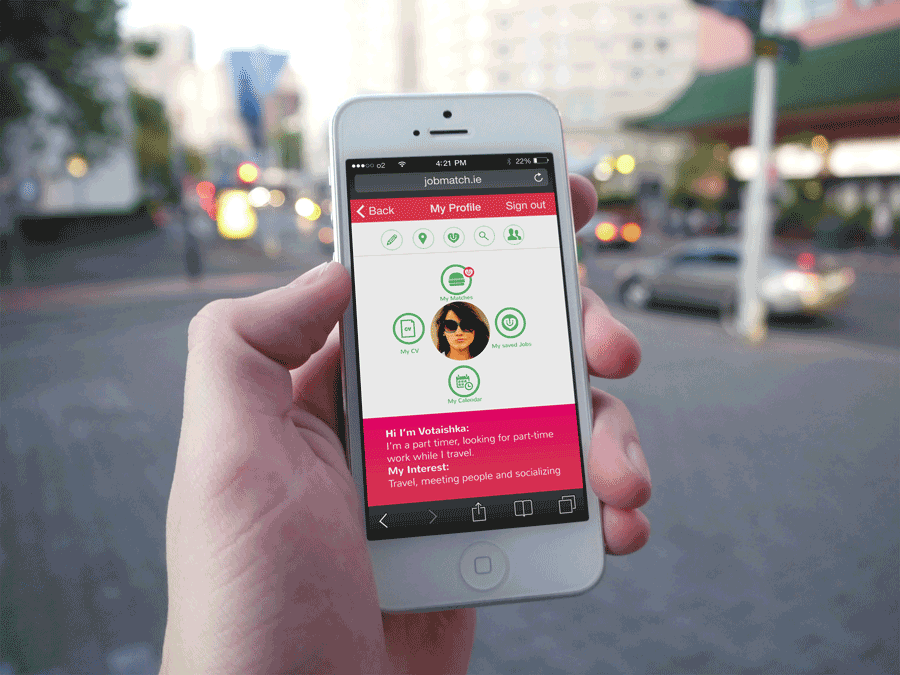 o2 4:21 PM 22%
jobmatch.ie
Back My Profile Sign out
My Matches
CV
My CV
My saved Jobs
My Calendar
Hi I'm Votaishka:
I'm a part timer, looking for part-time
work while I travel.
My Interest:
Travel, meeting people and socializing